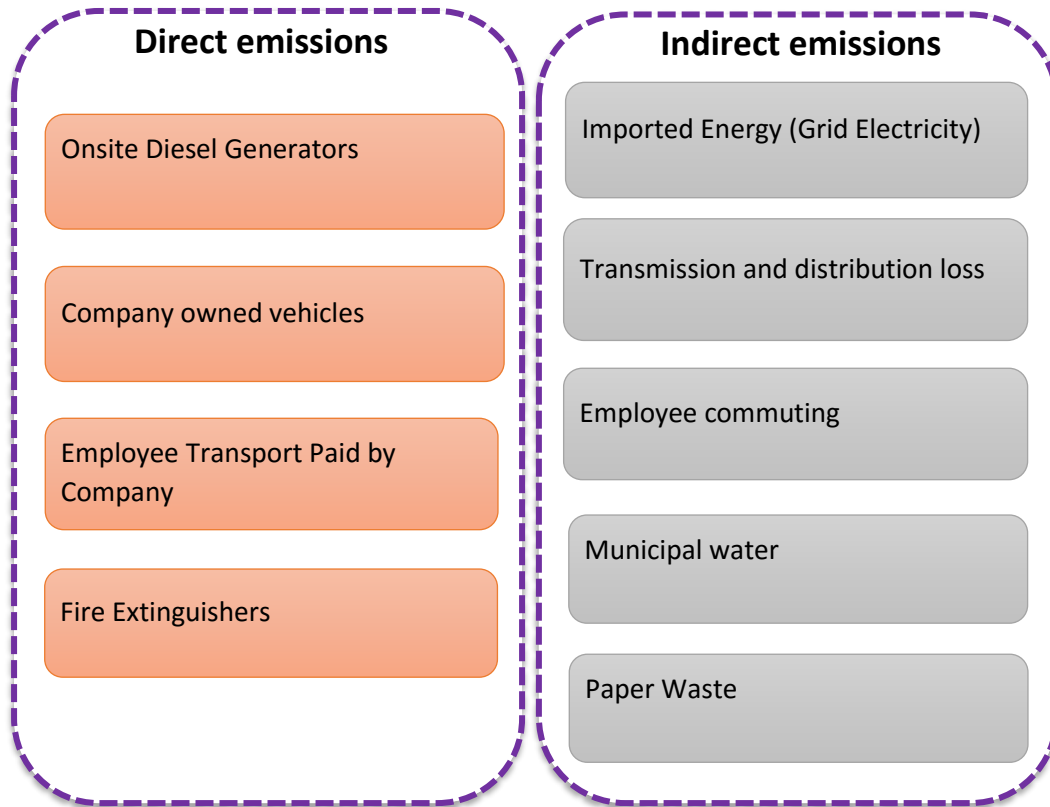 Direct emissions
Onsite Diesel Generators
Company owned vehicles
Employee Transport Paid by
Company
Fire Extinguishers
Indirect emissions
Imported Energy (Grid Electricity)
Transmission and distribution loss
Employee commuting
Municipal water
Paper Waste